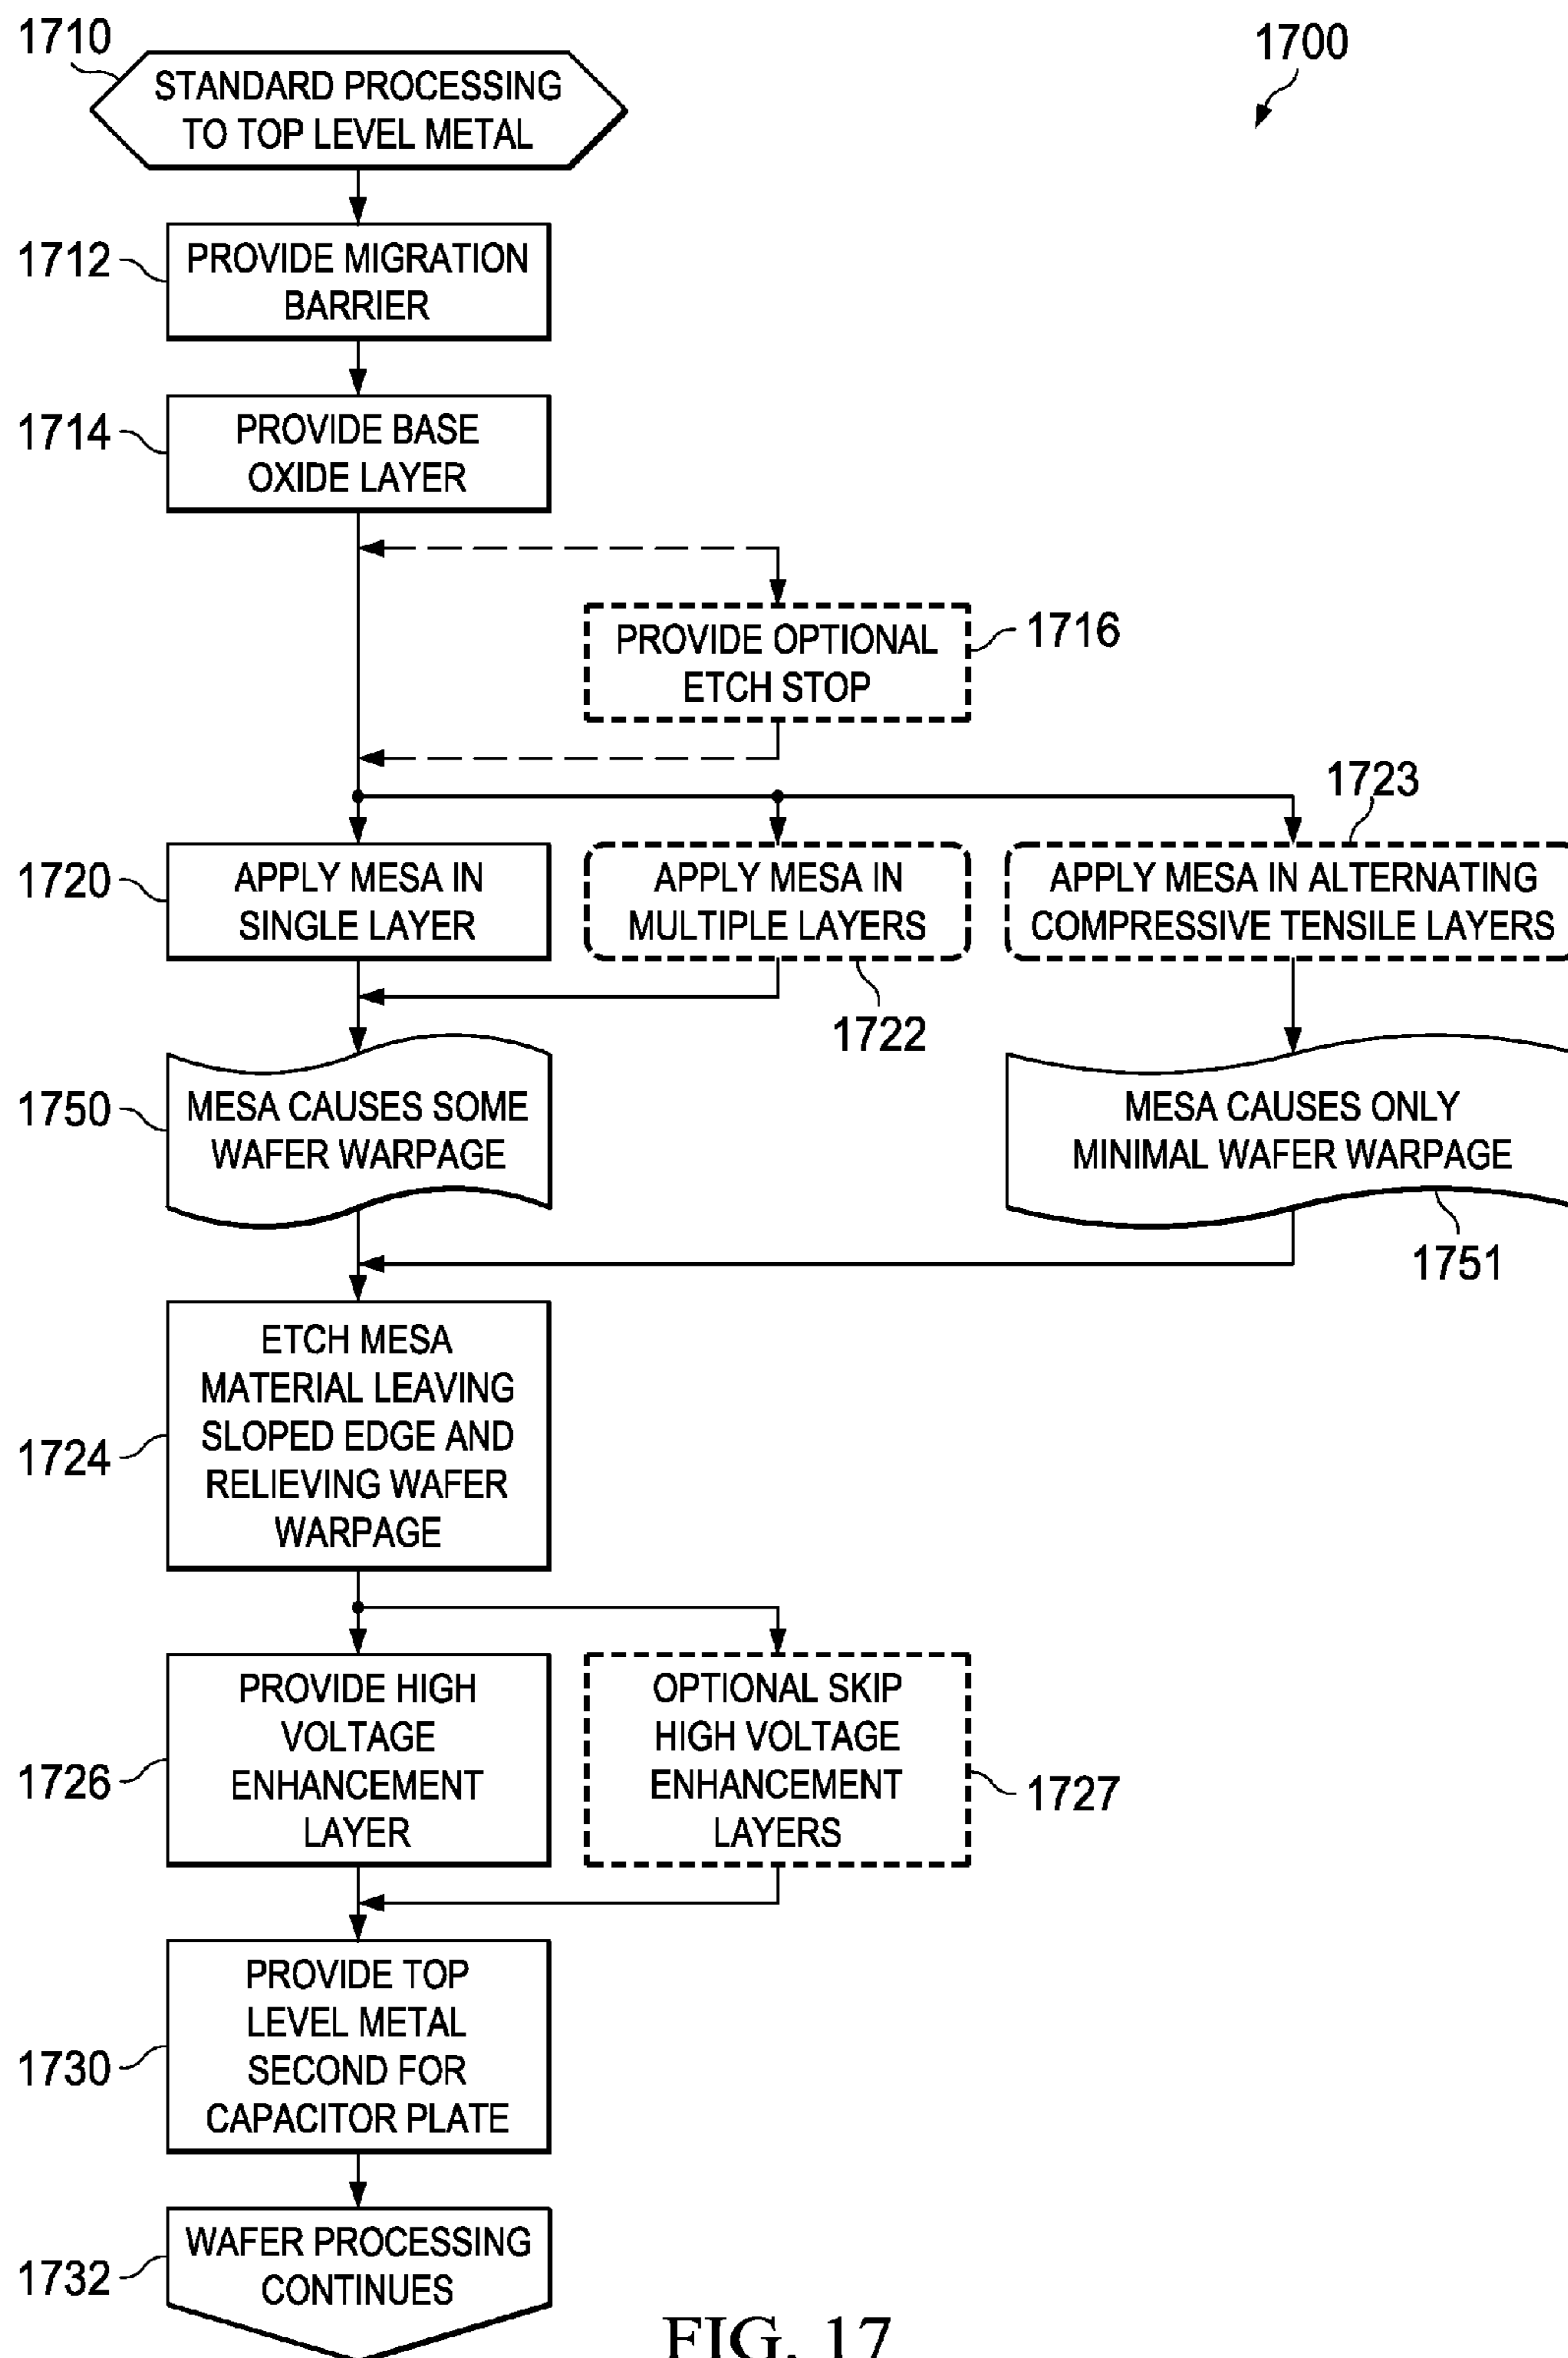 1710
STANDARD PROCESSING
TO TOP LEVEL METAL
1700
1712
PROVIDE MIGRATION
BARRIER
1714
PROVIDE BASE
OXIDE LAYER
PROVIDE OPTIONAL
ETCH STOP
1716
1723
1720
APPLY MESA IN
SINGLE LAYER
APPLY MESA IN
MULTIPLE LAYERS
1722
APPLY MESA IN ALTERNATING
COMPRESSIVE TENSILE LAYERS
1750
MESA CAUSES SOME
WAFER WARPAGE
MESA CAUSES ONLY
MINIMAL WAFER WARPAGE
1751
1724
ETCH MESA
MATERIAL LEAVING
SLOPED EDGE AND
RELIEVING WAFER
WARPAGE
1726
PROVIDE HIGH
VOLTAGE
ENHANCEMENT
LAYER
OPTIONAL SKIP
HIGH VOLTAGE
ENHANCEMENT
LAYERS
1727
1730
PROVIDE TOP
LEVEL METAL
SECOND FOR
CAPACITOR PLATE
1732
WAFER PROCESSING
CONTINUES
FIG. 17